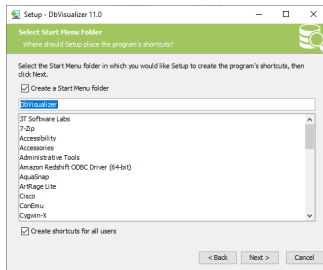 Setup - DbVisualizer 11.0
Select Start Menu Folder
Where should Setup place the program's shortcuts?
Select the Start Menu folder in which you would like Setup to create the program's shortcuts, then
click Next.
Create a Start Menu folder
DbVisualizer
3T Software Labs
7-Zip
Accessibility
Accessories
Administrative Tools
Amazon Redshift ODBC Driver (64-bit)
AquaSnap
ArtRage Lite
Cisco
ConEmu
Cygwin-X
Create shortcuts for all users
< Back Next > Cancel